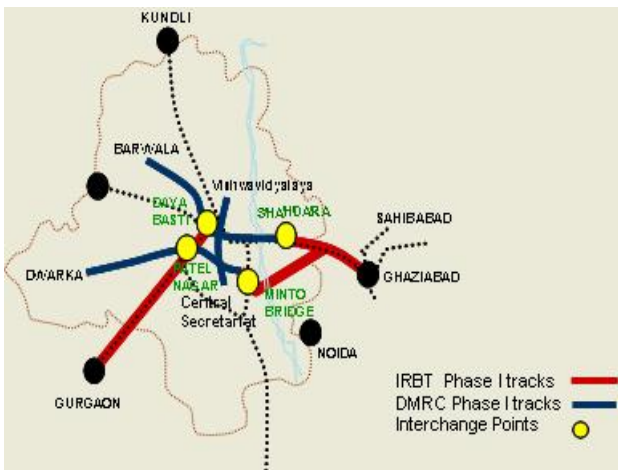 KUNDLI
BARWALA
Vishwavidyalaya
DAYA
BASTI
SHAHDARA
SAHIBABAD
DWARKA
PATEL
NAGAR
GHAZIABAD
Central
Secretariat
MINTO
BRIDGE
NOIDA
GURGAON
IRBT Phase I tracks
DMRC Phase I tracks
Interchange Points